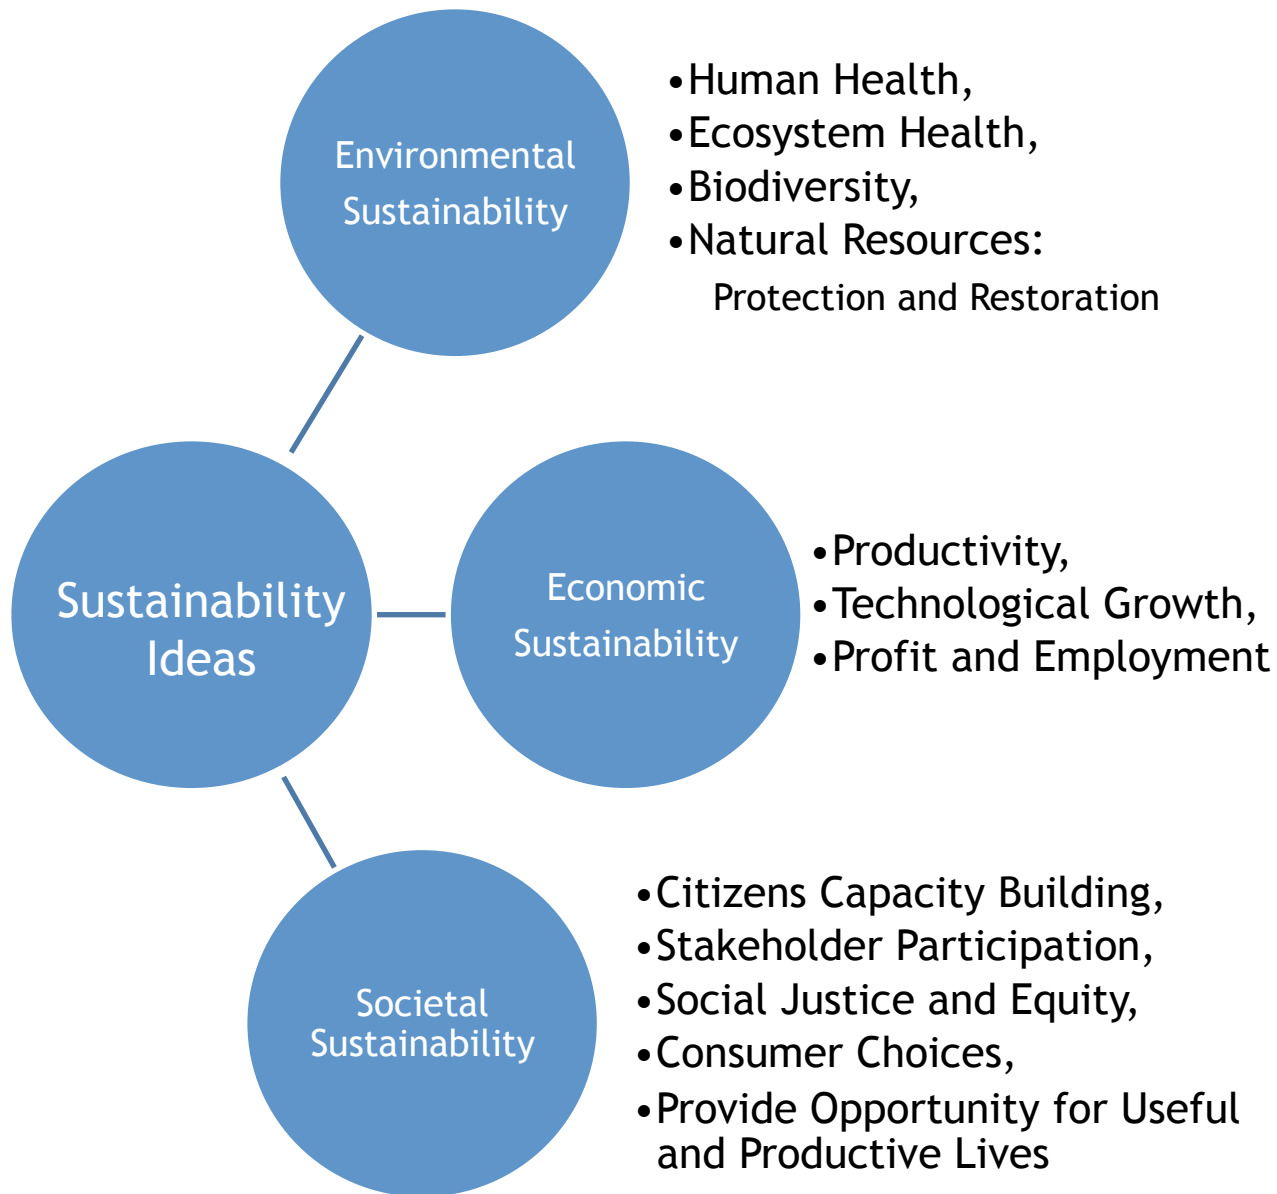 Environmental
Sustainability
•Human Health,
•Ecosystem Health,
•Biodiversity,
•Natural Resources:
Protection and Restoration
Sustainability
Ideas
Economic
Sustainability
•Productivity,
•Technological Growth,
•Profit and Employment
Societal
Sustainability
•Citizens Capacity Building,
•Stakeholder Participation,
•Social Justice and Equity,
•Consumer Choices,
•Provide Opportunity for Useful
and Productive Lives